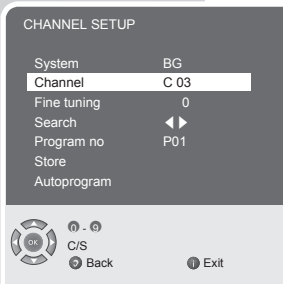 CHANNEL SETUP
System BG
Channel C 03
Fine tuning 0
Search
Program no P01
Store
Autoprogram
0 - 9
OK
C/S
Back i Exit